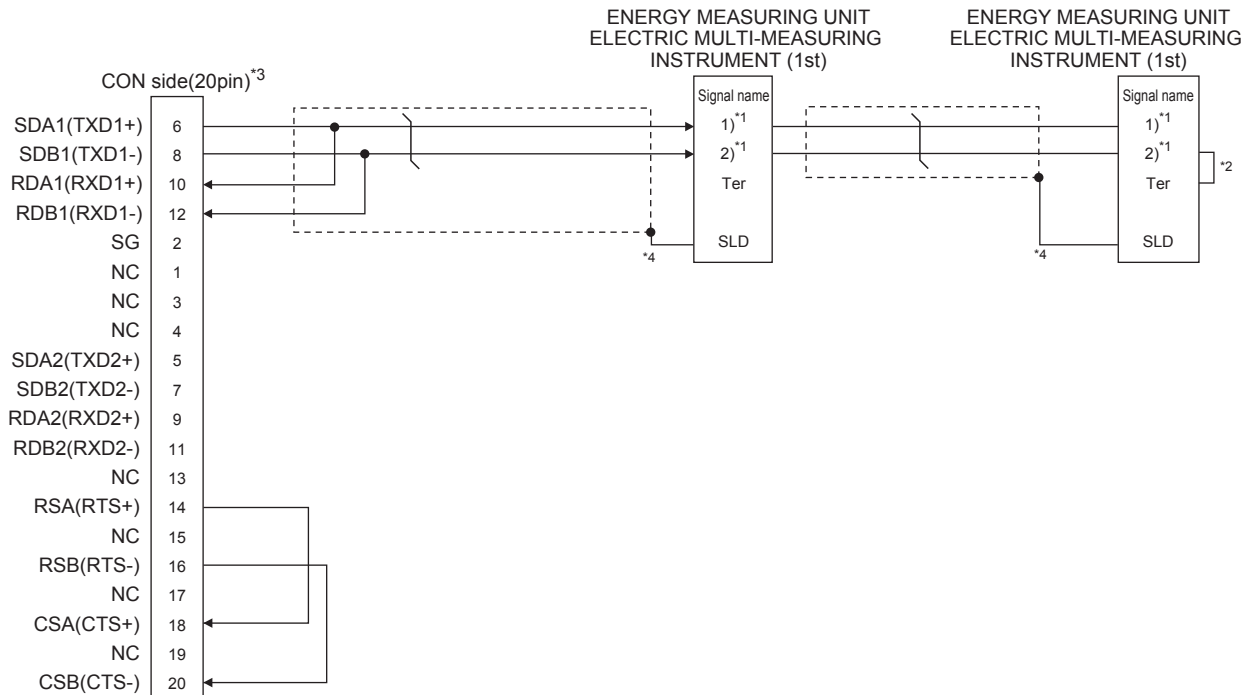 ENERGY MEASURING UNIT
ELECTRIC MULTI-MEASURING
INSTRUMENT (1st)
ENERGY MEASURING UNIT
ELECTRIC MULTI-MEASURING
INSTRUMENT (1st)
CON side(20pin)*3
SDA1(TXD1+) 6
SDB1(TXD1-) 8
RDA1(RXD1+) 10
RDB1(RXD1-) 12
SG 2
NC 1
NC 3
NC 4
SDA2(TXD2+) 5
SDB2(TXD2-) 7
RDA2(RXD2+) 9
RDB2(RXD2-) 11
NC 13
RSA(RTS+) 14
NC 15
RSB(RTS-) 16
NC 17
CSA(CTS+) 18
NC 19
CSB(CTS-) 20
Signal name
1)*1
2)*1
Ter
SLD
*4
Signal name
1)*1
2)*1
Ter
SLD
*2
*4